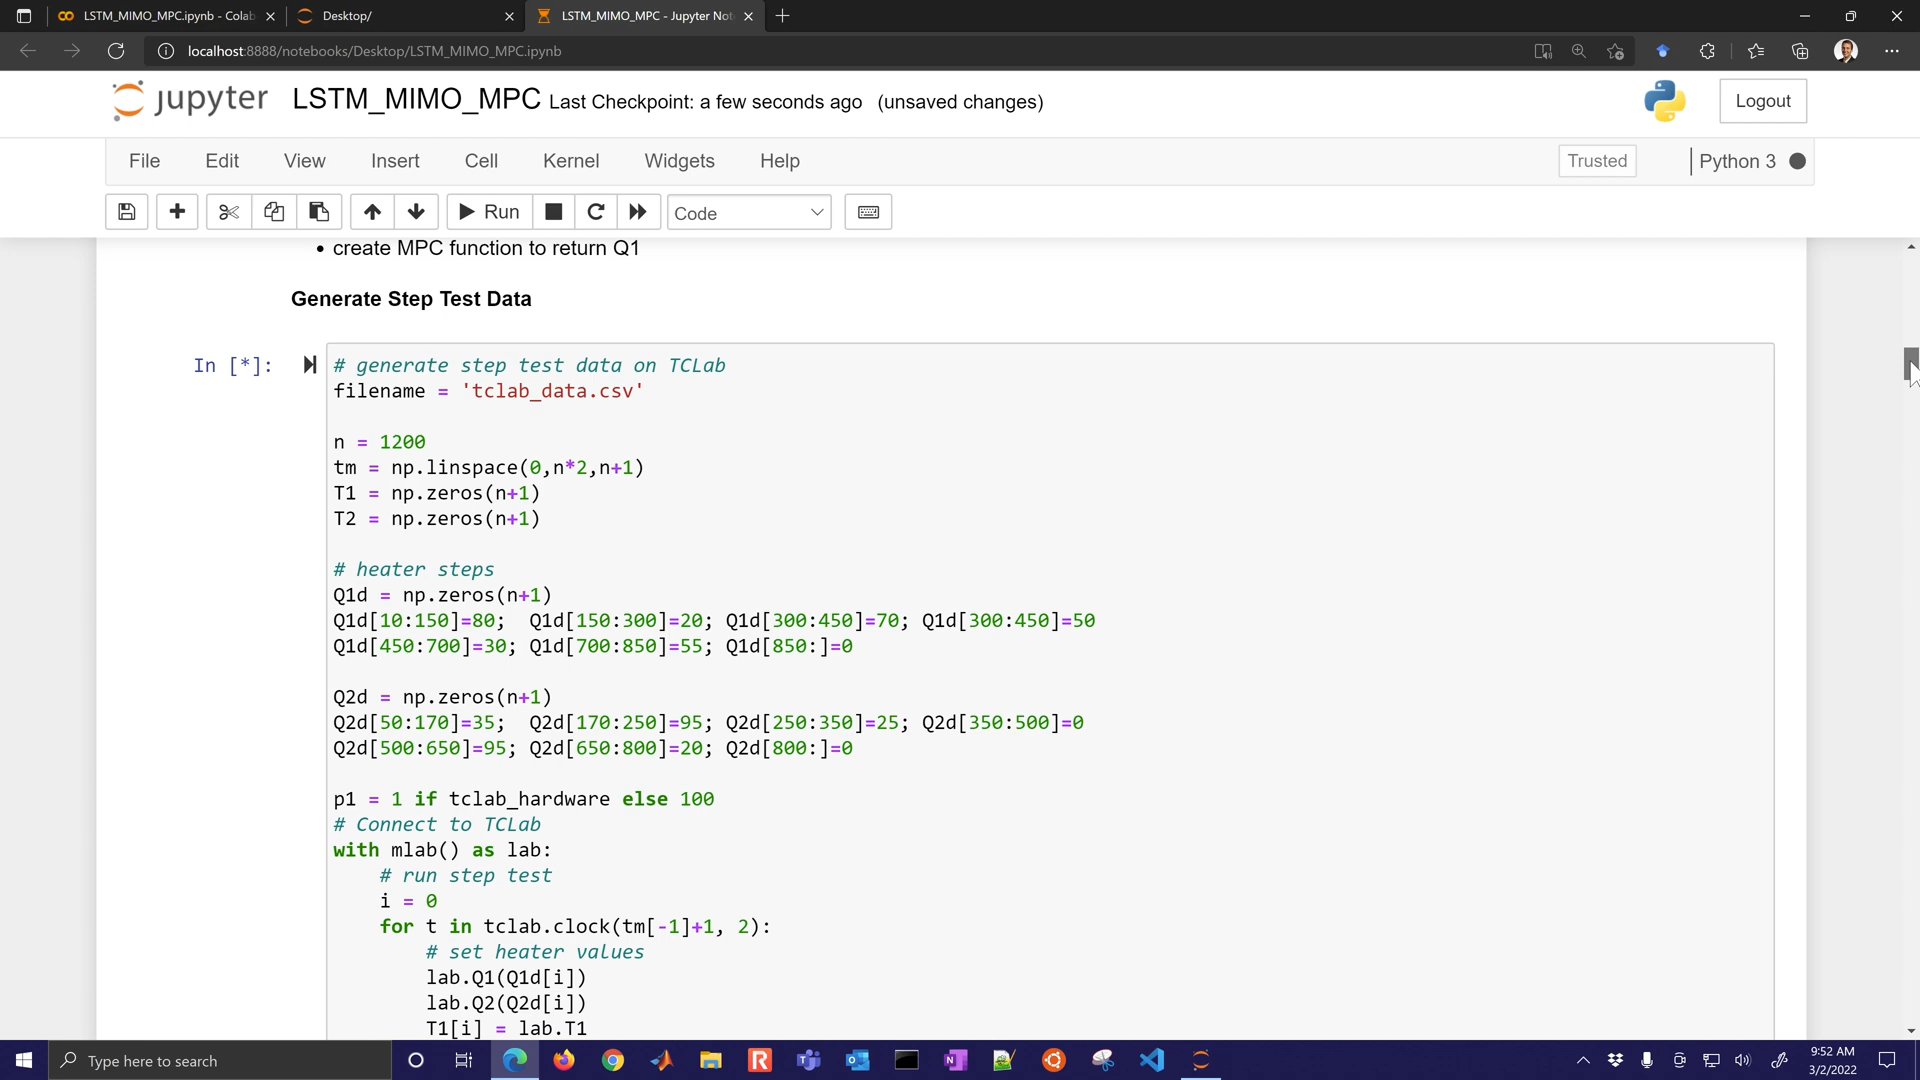 LSTM_MIMO_MPC.ipynb - Colab
Desktop/
LSTM_MIMO_MPC - Jupyter Not
localhost:8888/notebooks/Desktop/LSTM_MIMO_MPC.ipynb
jupyter LSTM_MIMO_MPC Last Checkpoint: a few seconds ago (unsaved changes)
Logout
File Edit View Insert Cell Kernel Widgets Help
Trusted
Python 3
Run
Code
• create MPC function to return Q1
Generate Step Test Data
In [*]:
# generate step test data on TCLab
filename = 'tclab_data.csv'
n = 1200
tm = np.linspace(0,n*2,n+1)
T1 = np.zeros(n+1)
T2 = np.zeros(n+1)
# heater steps
Q1d = np.zeros(n+1)
Q1d[10:150]=80;  Q1d[150:300]=20; Q1d[300:450]=70; Q1d[300:450]=50
Q1d[450:700]=30; Q1d[700:850]=55; Q1d[850:]=0
Q2d = np.zeros(n+1)
Q2d[50:170]=35;  Q2d[170:250]=95; Q2d[250:350]=25; Q2d[350:500]=0
Q2d[500:650]=95; Q2d[650:800]=20; Q2d[800:]=0
p1 = 1 if tclab_hardware else 100
# Connect to TCLab
with mlab() as lab:
    # run step test
    i = 0
    for t in tclab.clock(tm[-1]+1, 2):
        # set heater values
        lab.Q1(Q1d[i])
        lab.Q2(Q2d[i])
        T1[i] = lab.T1
Type here to search
9:52 AM
3/2/2022